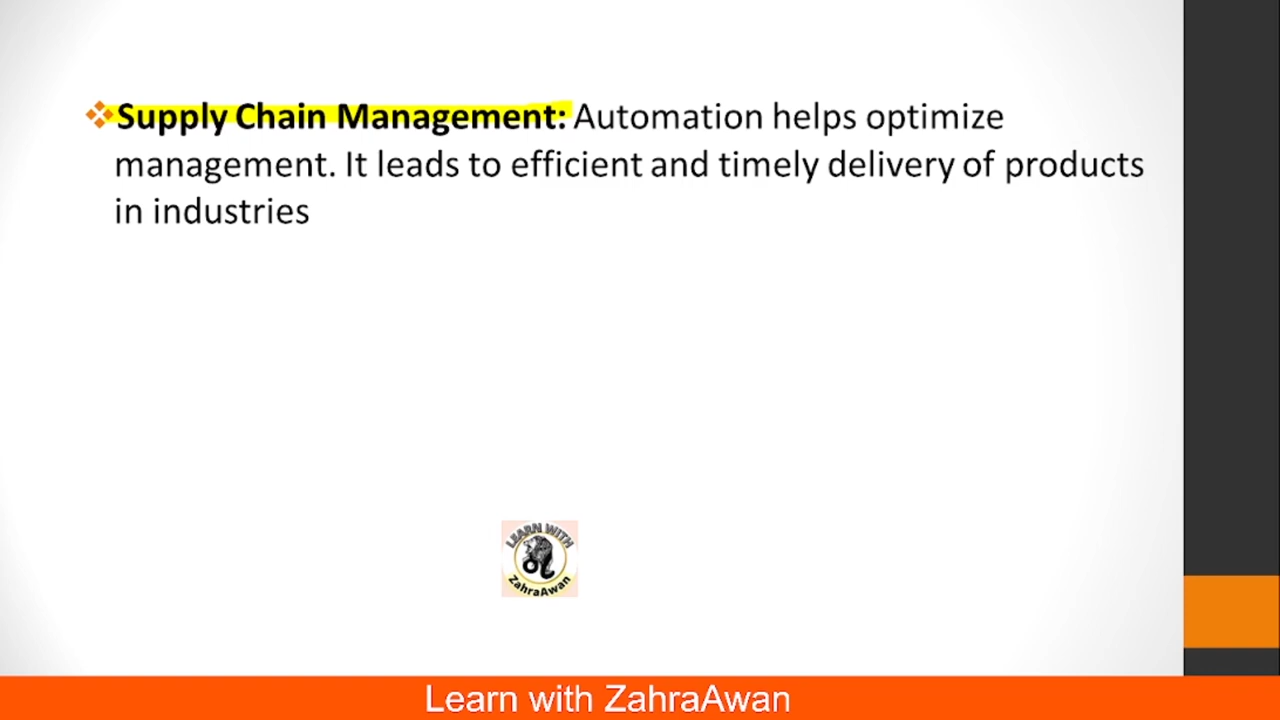 Supply Chain Management: Automation helps optimize
management. It leads to efficient and timely delivery of products
in industries
LEARN WITH
ZahraAwan
Learn with ZahraAwan